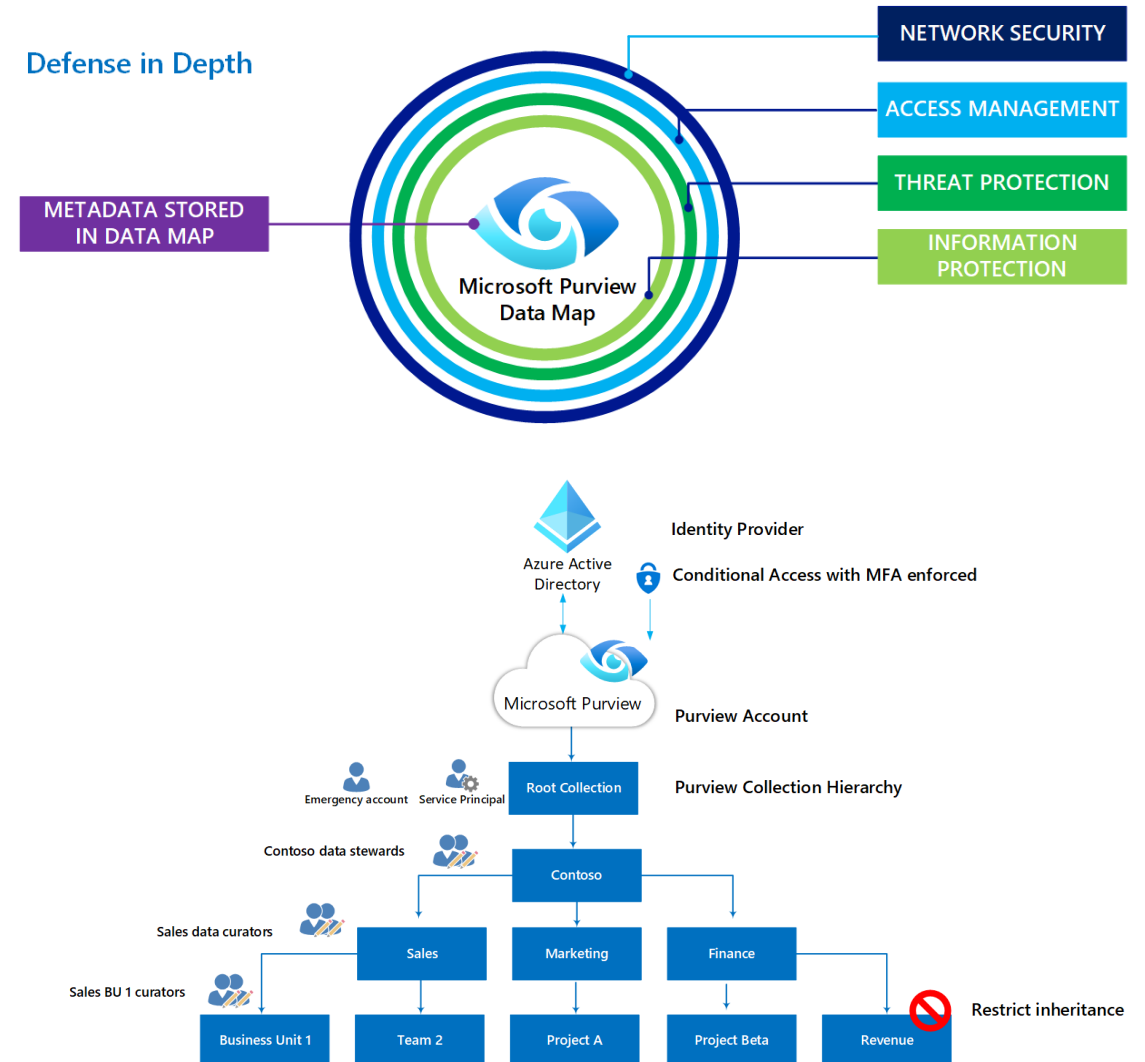 Defense in Depth
NETWORK SECURITY
ACCESS MANAGEMENT
THREAT PROTECTION
METADATA STORED
IN DATA MAP
INFORMATION
PROTECTION
Microsoft Purview
Data Map
Azure Active
Directory
Identity Provider
Conditional Access with MFA enforced
Microsoft Purview
Purview Account
Emergency account
Service Principal
Root Collection
Purview Collection Hierarchy
Contoso data stewards
Contoso
Sales data curators
Sales
Marketing
Finance
Sales BU 1 curators
Restrict inheritance
Business Unit 1
Team 2
Project A
Project Beta
Revenue